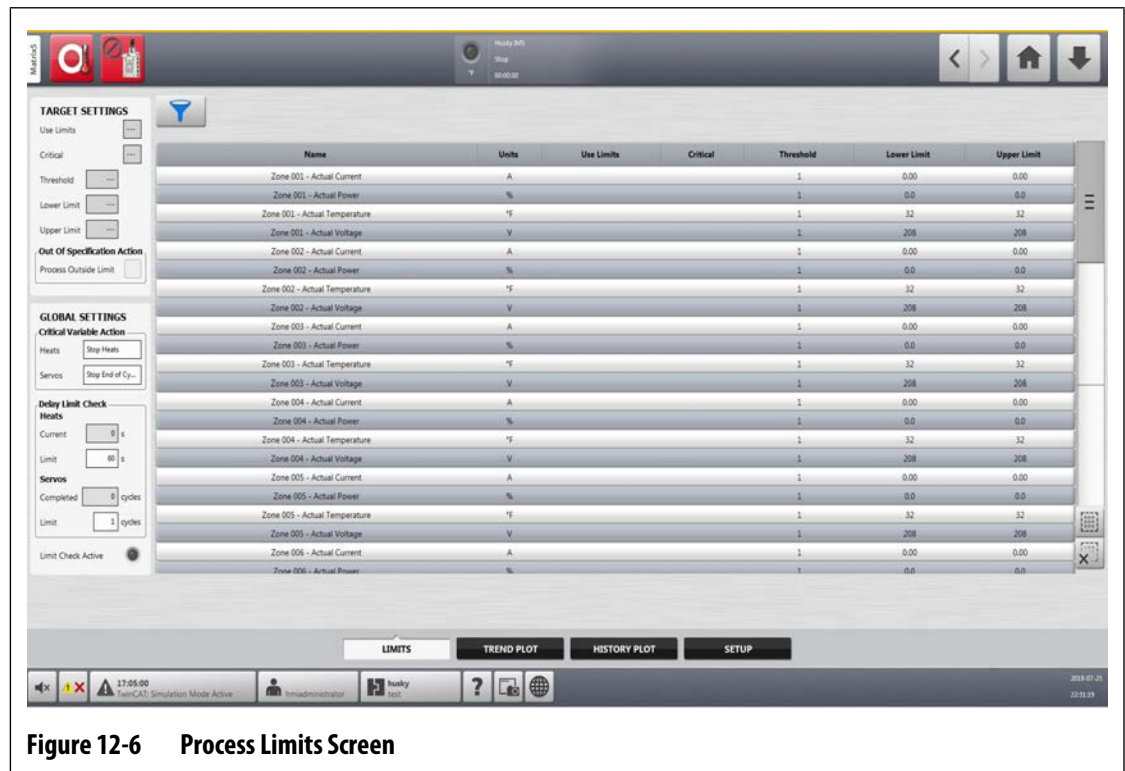 Matrix5
Husky IMS
Stop
°F 00:00:00
TARGET SETTINGS
Use Limits ---
Critical ---
Threshold ---
Lower Limit ---
Upper Limit ---
Out Of Specification Action
Process Outside Limit
GLOBAL SETTINGS
Critical Variable Action
Heats Stop Heats
Servos Stop End of Cy...
Delay Limit Check
Heats
Current 0 s
Limit 60 s
Servos
Completed 0 cycles
Limit 1 cycles
Limit Check Active
Name Units Use Limits Critical Threshold Lower Limit Upper Limit
Zone 001 - Actual Current A 1 0.00 0.00
Zone 001 - Actual Power % 1 0.0 0.0
Zone 001 - Actual Temperature °F 1 32 32
Zone 001 - Actual Voltage V 1 208 208
Zone 002 - Actual Current A 1 0.00 0.00
Zone 002 - Actual Power % 1 0.0 0.0
Zone 002 - Actual Temperature °F 1 32 32
Zone 002 - Actual Voltage V 1 208 208
Zone 003 - Actual Current A 1 0.00 0.00
Zone 003 - Actual Power % 1 0.0 0.0
Zone 003 - Actual Temperature °F 1 32 32
Zone 003 - Actual Voltage V 1 208 208
Zone 004 - Actual Current A 1 0.00 0.00
Zone 004 - Actual Power % 1 0.0 0.0
Zone 004 - Actual Temperature °F 1 32 32
Zone 004 - Actual Voltage V 1 208 208
Zone 005 - Actual Current A 1 0.00 0.00
Zone 005 - Actual Power % 1 0.0 0.0
Zone 005 - Actual Temperature °F 1 32 32
Zone 005 - Actual Voltage V 1 208 208
Zone 006 - Actual Current A 1 0.00 0.00
Zone 006 - Actual Power % 1 0.0 0.0
LIMITS TREND PLOT HISTORY PLOT SETUP
17:05:00
TwinCAT: Simulation Mode Active
hmiadministrator
husky
test
?
2019-07-25
22:31:19
Figure 12-6 Process Limits Screen